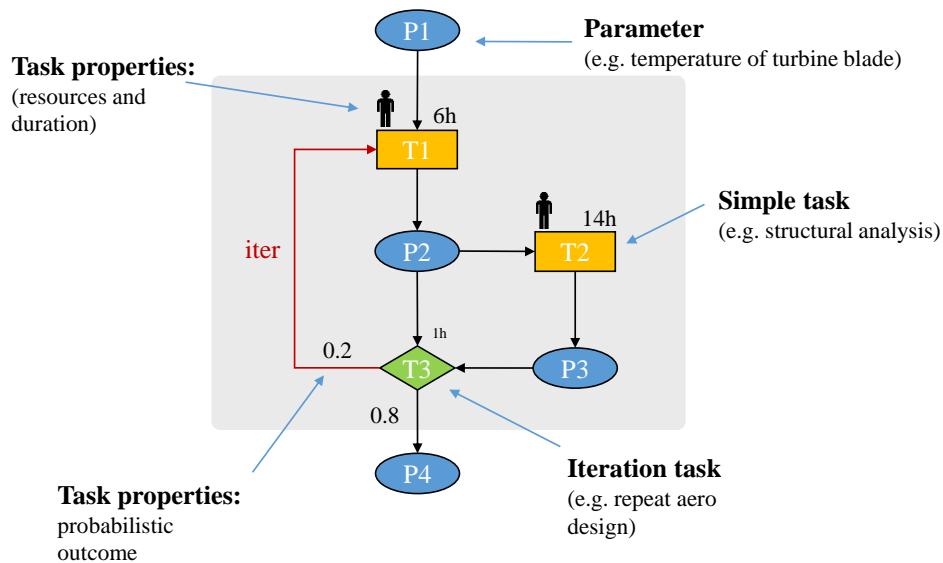 P1
Parameter
(e.g. temperature of turbine blade)
Task properties:
(resources and
duration)
6h
T1
Simple task
(e.g. structural analysis)
14h
iter
P2
T2
1h
0.2
T3
P3
0.8
P4
Iteration task
(e.g. repeat aero
design)
Task properties:
probabilistic
outcome